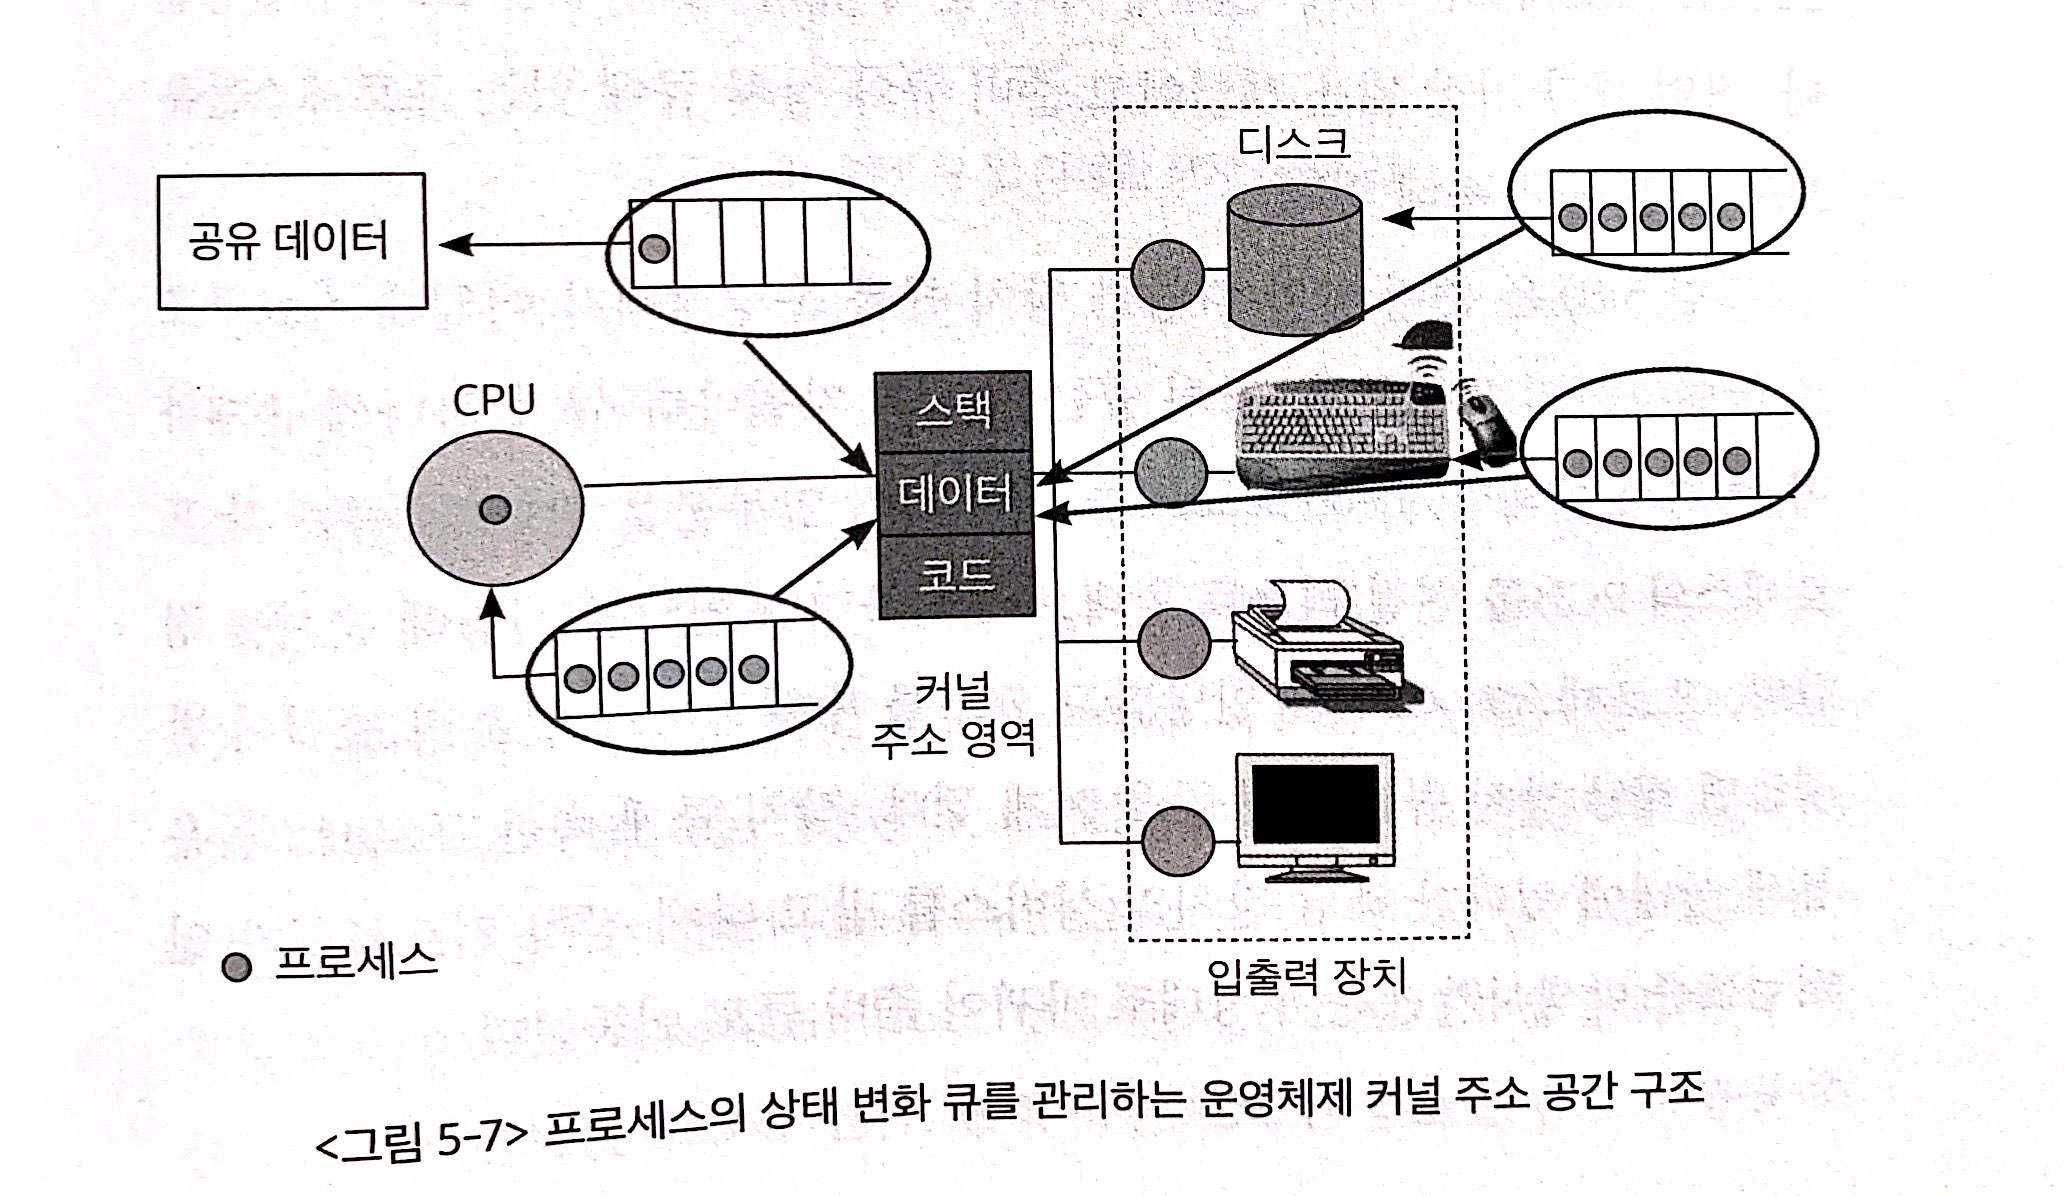 디스크
공유 데이터
CPU
스택
데이터
코드
커널
주소 영역
프로세스
입출력 장치
<그림 5-7> 프로세스의 상태 변화 큐를 관리하는 운영체제 커널 주소 공간 구조